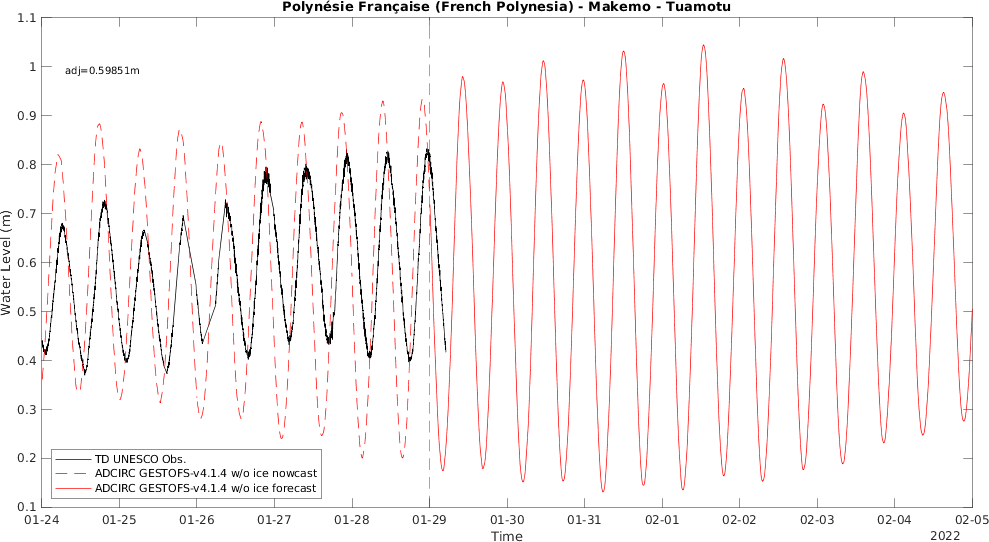 Polynésie Française (French Polynesia) - Makemo - Tuamotu
1.1
1
0.9
0.8
0.7
0.6
0.5
0.4
0.3
0.2
0.1
Water Level (m)
adj=0.59851m
TD UNESCO Obs.
ADCIRC GESTOFS-v4.1.4 w/o ice nowcast
ADCIRC GESTOFS-v4.1.4 w/o ice forecast
01-24 01-25 01-26 01-27 01-28 01-29 01-30 01-31 02-01 02-02 02-03 02-04 02-05
Time
2022